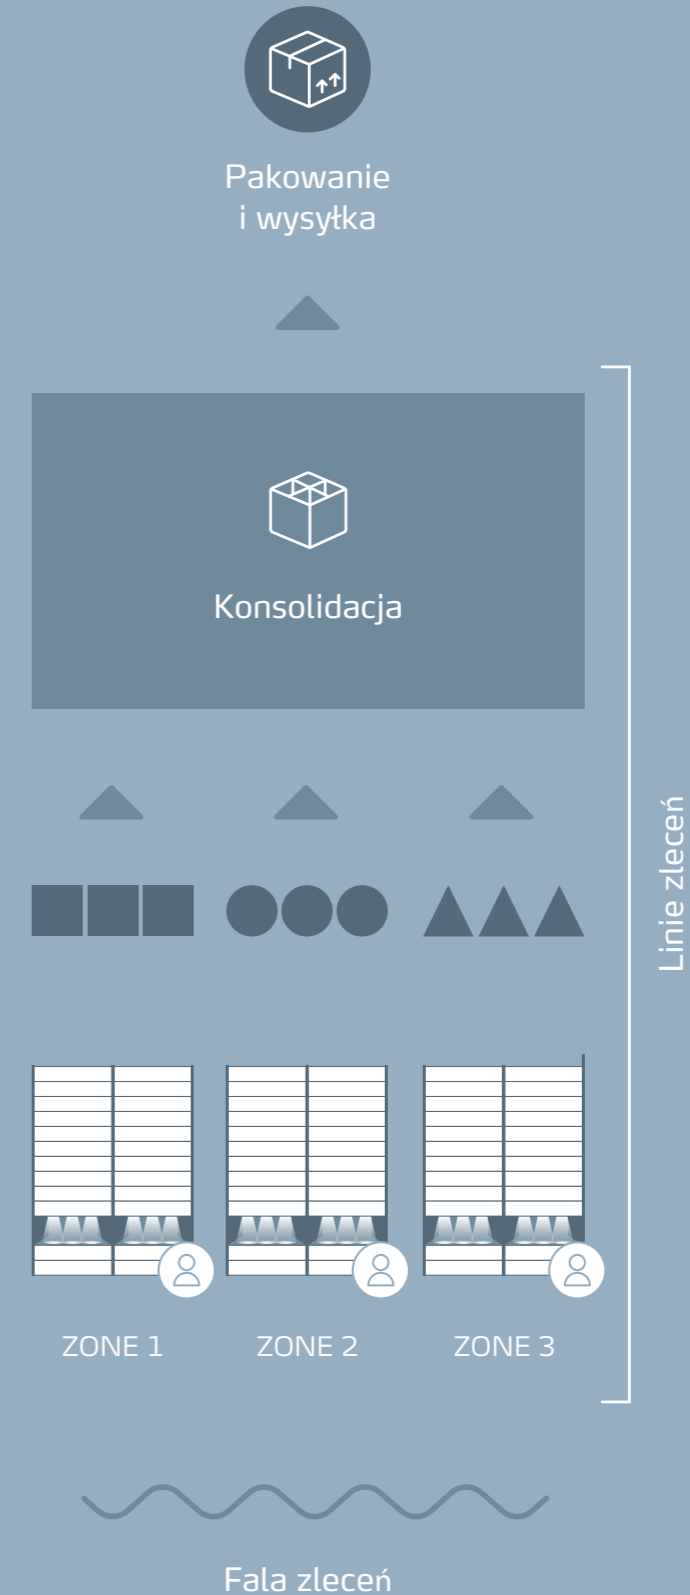 Pakowanie
i wysyłka
Konsolidacja
Linie zleceń
ZONE 1
ZONE 2
ZONE 3
Fala zleceń